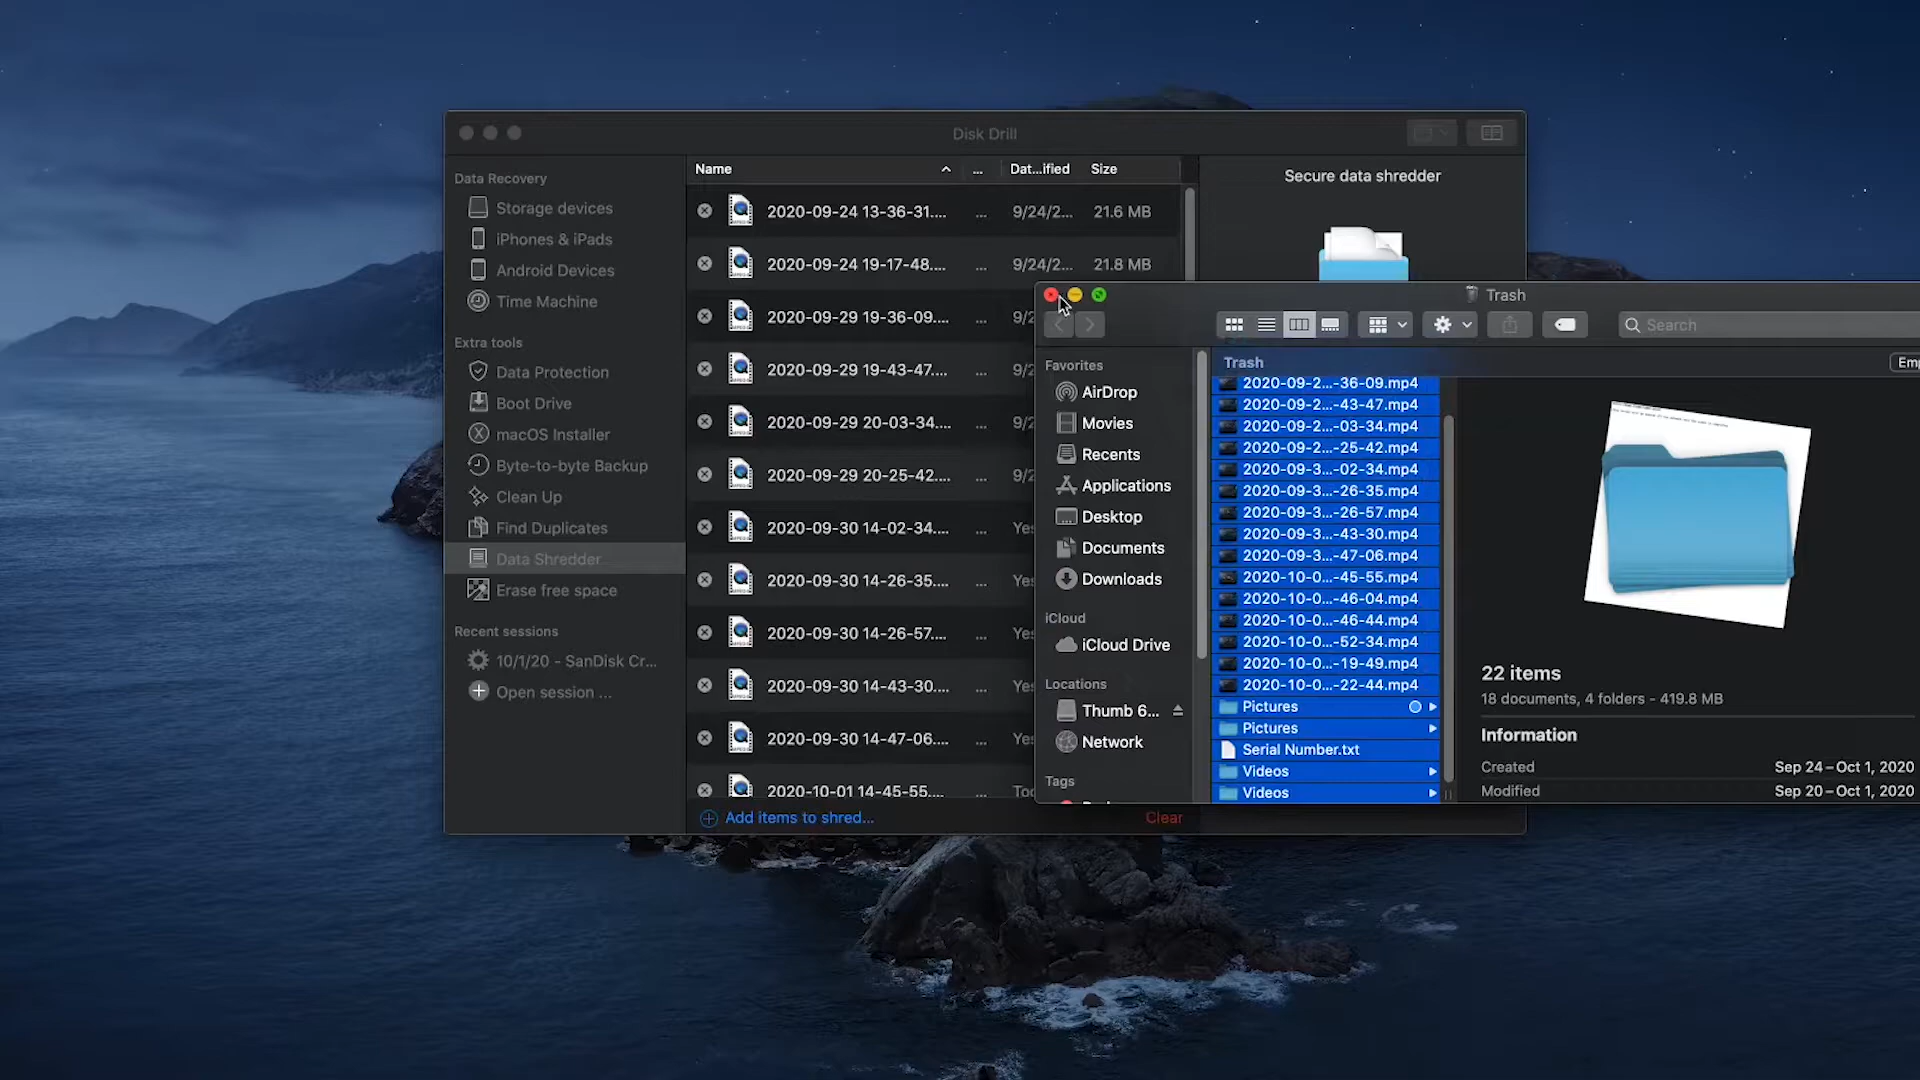 Disk Drill
Data Recovery
Storage devices
iPhones & iPads
Android Devices
Time Machine
Extra tools
Data Protection
Boot Drive
macOS Installer
Byte-to-byte Backup
Clean Up
Find Duplicates
Data Shredder
Erase free space
Recent sessions
10/1/20 - SanDisk Cr...
Open session ...
Name ... Dat...ified Size
2020-09-24 13-36-31.... ... 9/24/2... 21.6 MB
2020-09-24 19-17-48.... ... 9/24/2... 21.8 MB
2020-09-29 19-36-09.... ... 9/2
2020-09-29 19-43-47.... ... 9/2
2020-09-29 20-03-34.... ... 9/2
2020-09-29 20-25-42.... ... 9/2
2020-09-30 14-02-34.... ... Yes
2020-09-30 14-26-35.... ... Yes
2020-09-30 14-26-57.... ... Yes
2020-09-30 14-43-30.... ... Yes
2020-09-30 14-47-06.... ... Yes
2020-10-01 14-45-55.... ... Too
Add items to shred... Clear
Secure data shredder
Trash
Search
Favorites
AirDrop
Movies
Recents
Applications
Desktop
Documents
Downloads
iCloud
iCloud Drive
Locations
Thumb 6...
Network
Tags
Trash Emp
2020-09-2...-36-09.mp4
2020-09-2...-43-47.mp4
2020-09-2...-03-34.mp4
2020-09-2...-25-42.mp4
2020-09-3...-02-34.mp4
2020-09-3...-26-35.mp4
2020-09-3...-26-57.mp4
2020-09-3...-43-30.mp4
2020-09-3...-47-06.mp4
2020-10-0...-45-55.mp4
2020-10-0...-46-04.mp4
2020-10-0...-46-44.mp4
2020-10-0...-52-34.mp4
2020-10-0...-19-49.mp4
2020-10-0...-22-44.mp4
Pictures
Pictures
Serial Number.txt
Videos
Videos
22 items
18 documents, 4 folders - 419.8 MB
Information
Created Sep 24 – Oct 1, 2020
Modified Sep 20 – Oct 1, 2020